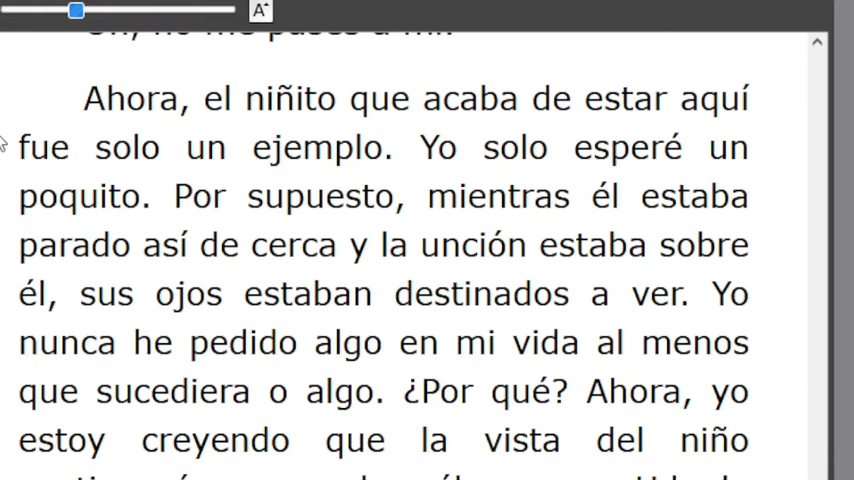 A
Ahora, el niñito que acaba de estar aquí
fue solo un ejemplo. Yo solo esperé un
poquito. Por supuesto, mientras él estaba
parado así de cerca y la unción estaba sobre
él, sus ojos estaban destinados a ver. Yo
nunca he pedido algo en mi vida al menos
que sucediera o algo. ¿Por qué? Ahora, yo
estoy creyendo que la vista del niño